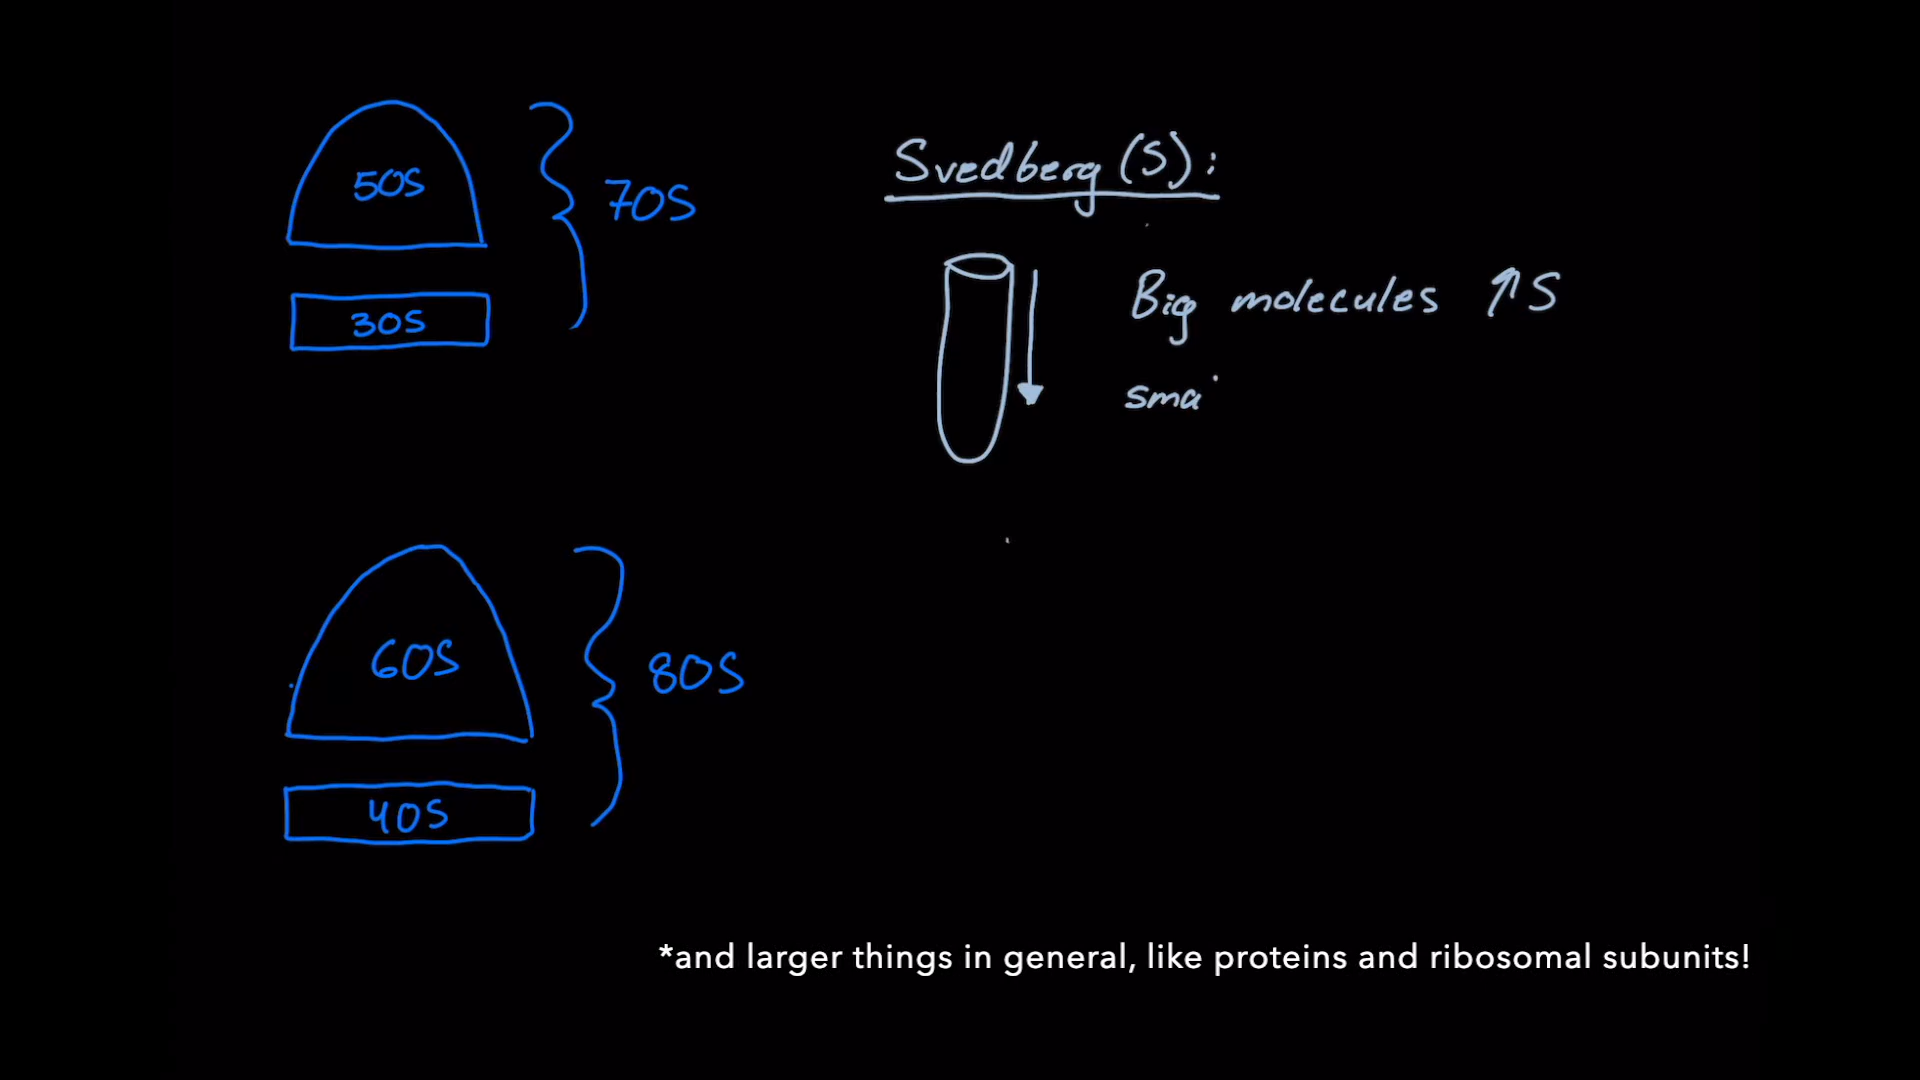 50S
30S
70S
Svedberg (S):
Big molecules ↑S
sma
60S
40S
80S
*and larger things in general, like proteins and ribosomal subunits!